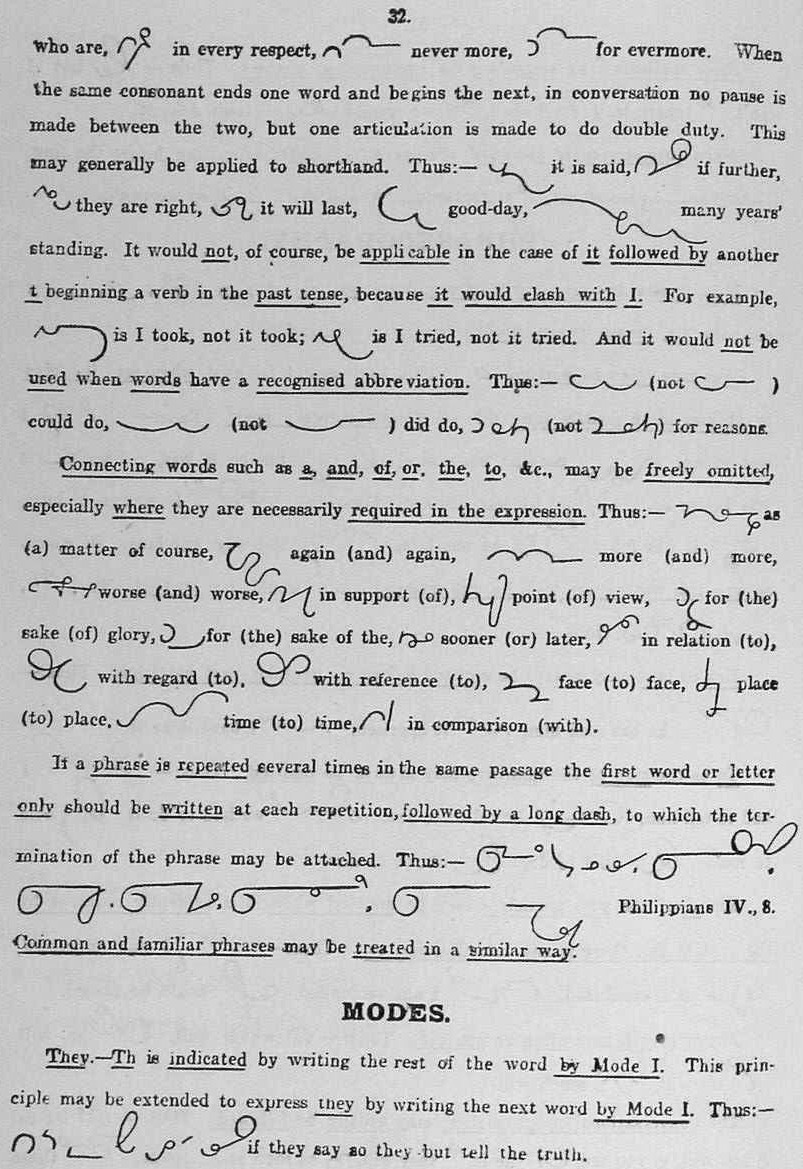 32.
who are, in every respect, never more, for evermore. When
the same consonant ends one word and begins the next, in conversation no pause is
made between the two, but one articulation is made to do double duty. This
may generally be applied to shorthand. Thus:— it is said, if further,
they are right, it will last, good-day, many years'
standing. It would not, of course, be applicable in the case of it followed by another
t beginning a verb in the past tense, because it would clash with I. For example,
is I took, not it took; is I tried, not it tried. And it would not be
used when words have a recognised abbreviation. Thus:— (not )
could do, (not ) did do, (not ) for reasons.
Connecting words such as a, and, of, or, the, to, &c., may be freely omitted,
especially where they are necessarily required in the expression. Thus:— as
(a) matter of course, again (and) again, more (and) more,
worse (and) worse, in support (of), point (of) view, for (the)
sake (of) glory, for (the) sake of the, sooner (or) later, in relation (to),
with regard (to), with reference (to), face (to) face, place
(to) place, time (to) time, in comparison (with).
If a phrase is repeated several times in the same passage the first word or letter
only should be written at each repetition, followed by a long dash, to which the ter-
mination of the phrase may be attached. Thus:—
Philippians IV., 8.
Common and familiar phrases may be treated in a similar way.
MODES.
They.—Th is indicated by writing the rest of the word by Mode I. This prin-
ciple may be extended to express they by writing the next word by Mode I. Thus:—
if they say so they but tell the truth.